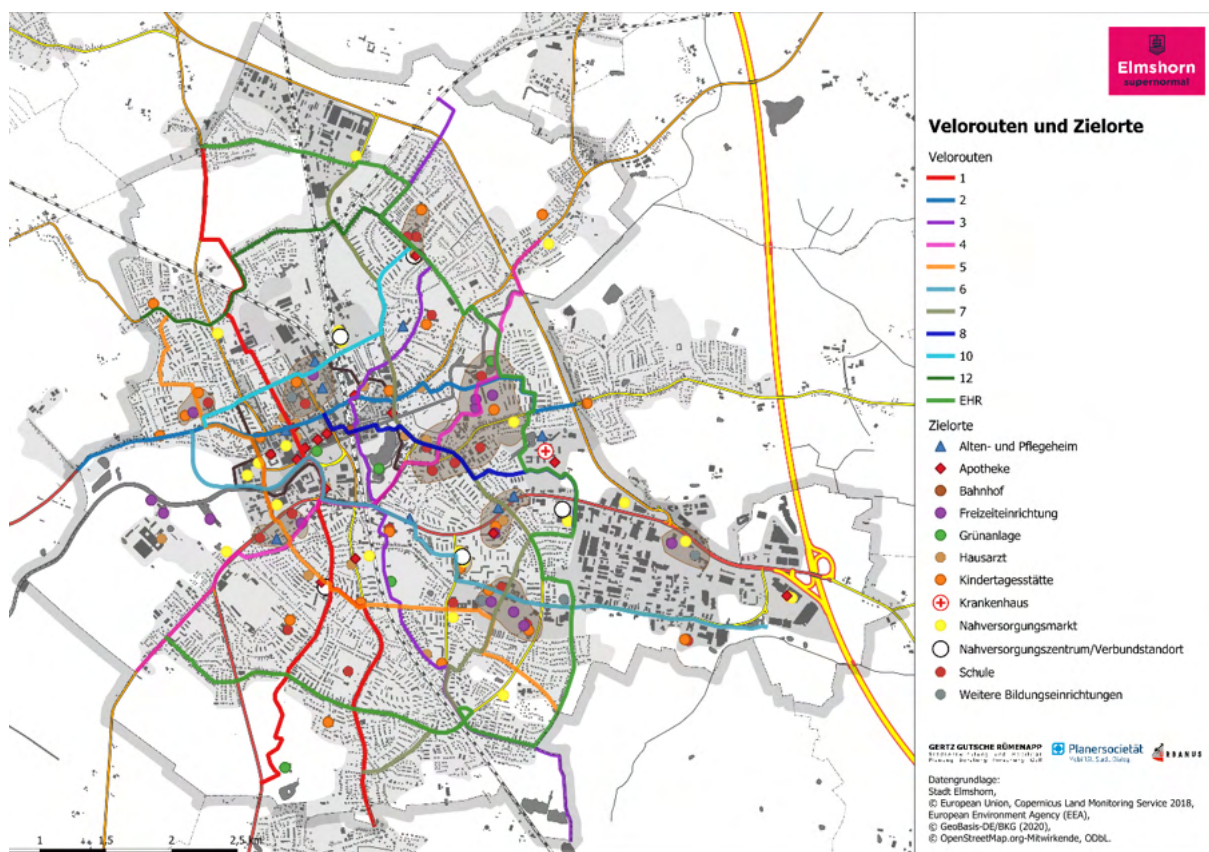 Elmshorn
supernormal
Velorouten und Zielorte
Velorouten
1
2
3
4
5
6
7
8
10
12
EHR
Zielorte
Alten- und Pflegeheim
Apotheke
Bahnhof
Freizeiteinrichtung
Grünanlage
Hausarzt
Kindertagesstätte
Krankenhaus
Nahversorgungsmarkt
Nahversorgungszentrum/Verbundstandort
Schule
Weitere Bildungseinrichtungen
GERTZ GUTSCHE RÜMENAPP
Planersocietät
Datengrundlage:
Stadt Elmshorn,
© European Union, Copernicus Land Monitoring Service 2018,
European Environment Agency (EEA),
© GeoBasis-DE/BKG (2020),
© OpenStreetMap.org-Mitwirkende, ODbL.
1 1,5 2 2,5 km